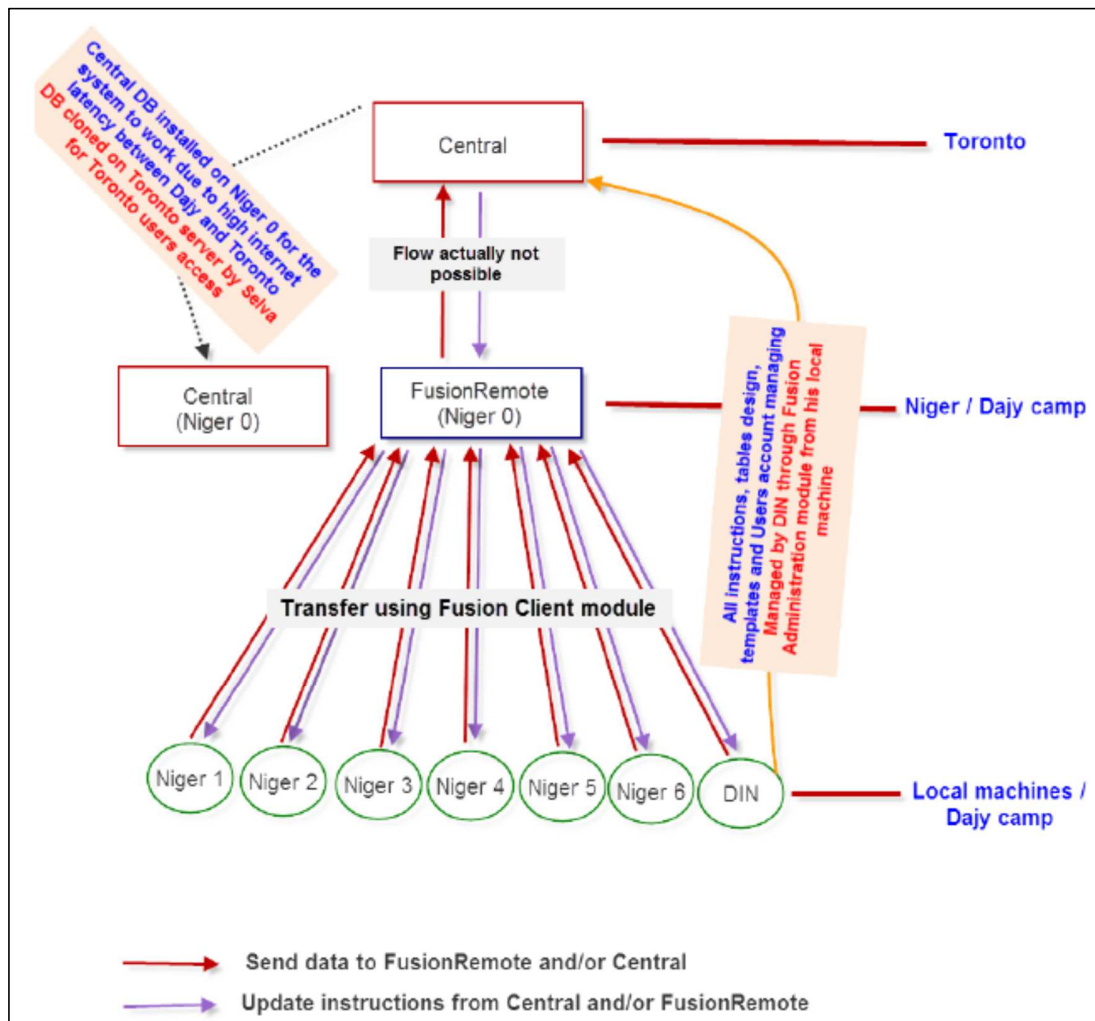 Central DB installed on Niger 0 for the
system to work due to high internet
latency between Dajy and Toronto
DB cloned on Toronto server by Selva
for Toronto users access
Central
Toronto
Flow actually not
possible
Central
(Niger 0)
FusionRemote
(Niger 0)
Niger / Dajy camp
All instructions, tables design,
templates and Users account managing
Managed by DIN through Fusion
Administration module from his local
machine
Transfer using Fusion Client module
Niger 1
Niger 2
Niger 3
Niger 4
Niger 5
Niger 6
DIN
Local machines /
Dajy camp
Send data to FusionRemote and/or Central
Update instructions from Central and/or FusionRemote